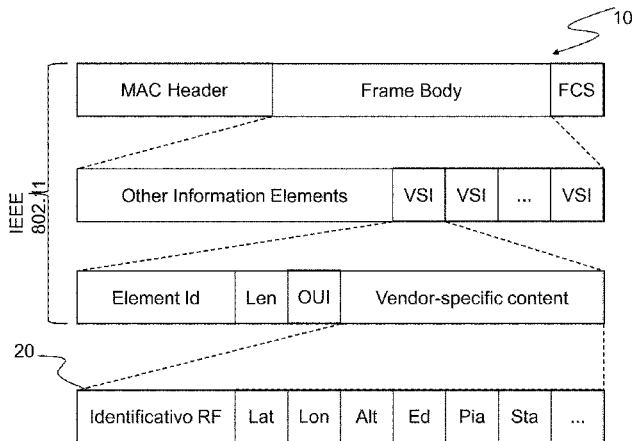 10
MAC Header Frame Body FCS
IEEE
802.11
Other Information Elements VSI VSI ... VSI
Element Id Len OUI Vendor-specific content
20
Identificativo RF Lat Lon Alt Ed Pia Sta ...